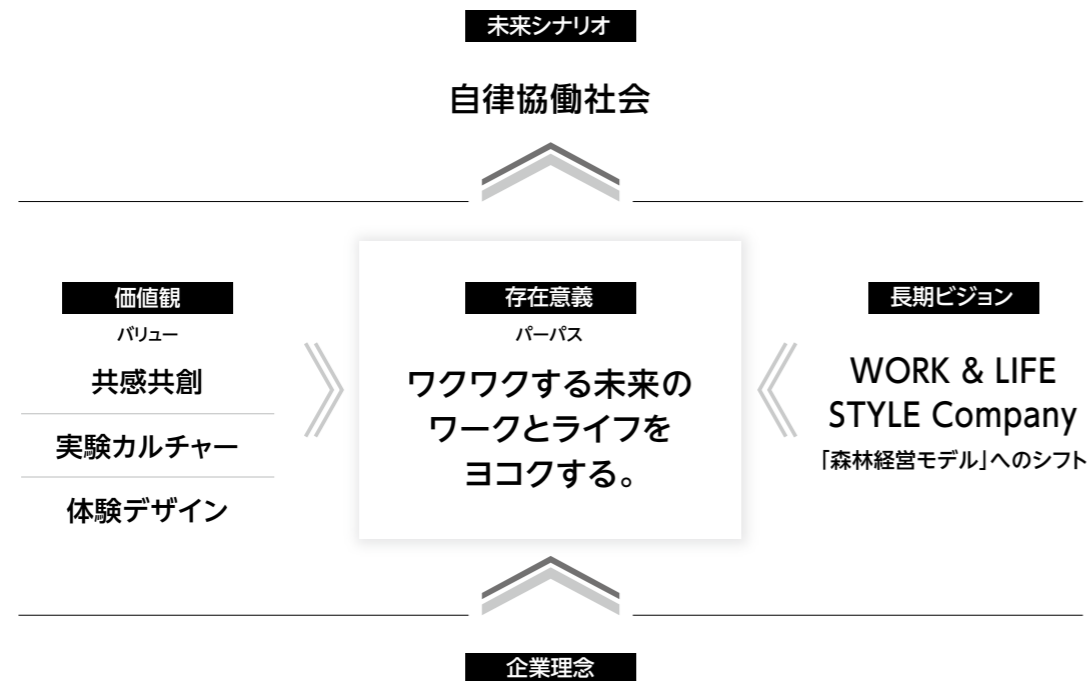 未来シナリオ
自律協働社会
価値観
バリュー
共感共創
実験カルチャー
体験デザイン
存在意義
パーパス
ワクワクする未来の
ワークとライフを
ヨコクする。
長期ビジョン
WORK & LIFE
STYLE Company
「森林経営モデル」へのシフト
企業理念